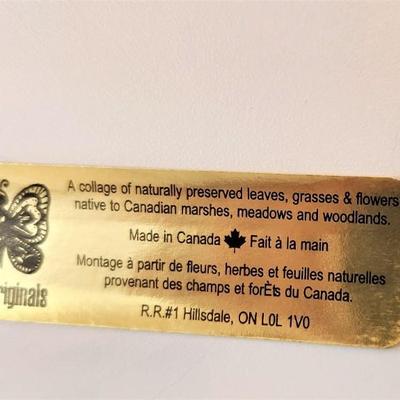 A collage of naturally preserved leaves, grasses & flowers
native to Canadian marshes, meadows and woodlands.
Made in Canada Fait à la main
Montage à partir de fleurs, herbes et feuilles naturelles
provenant des champs et forÈts du Canada.
R.R.#1 Hillsdale, ON L0L 1V0